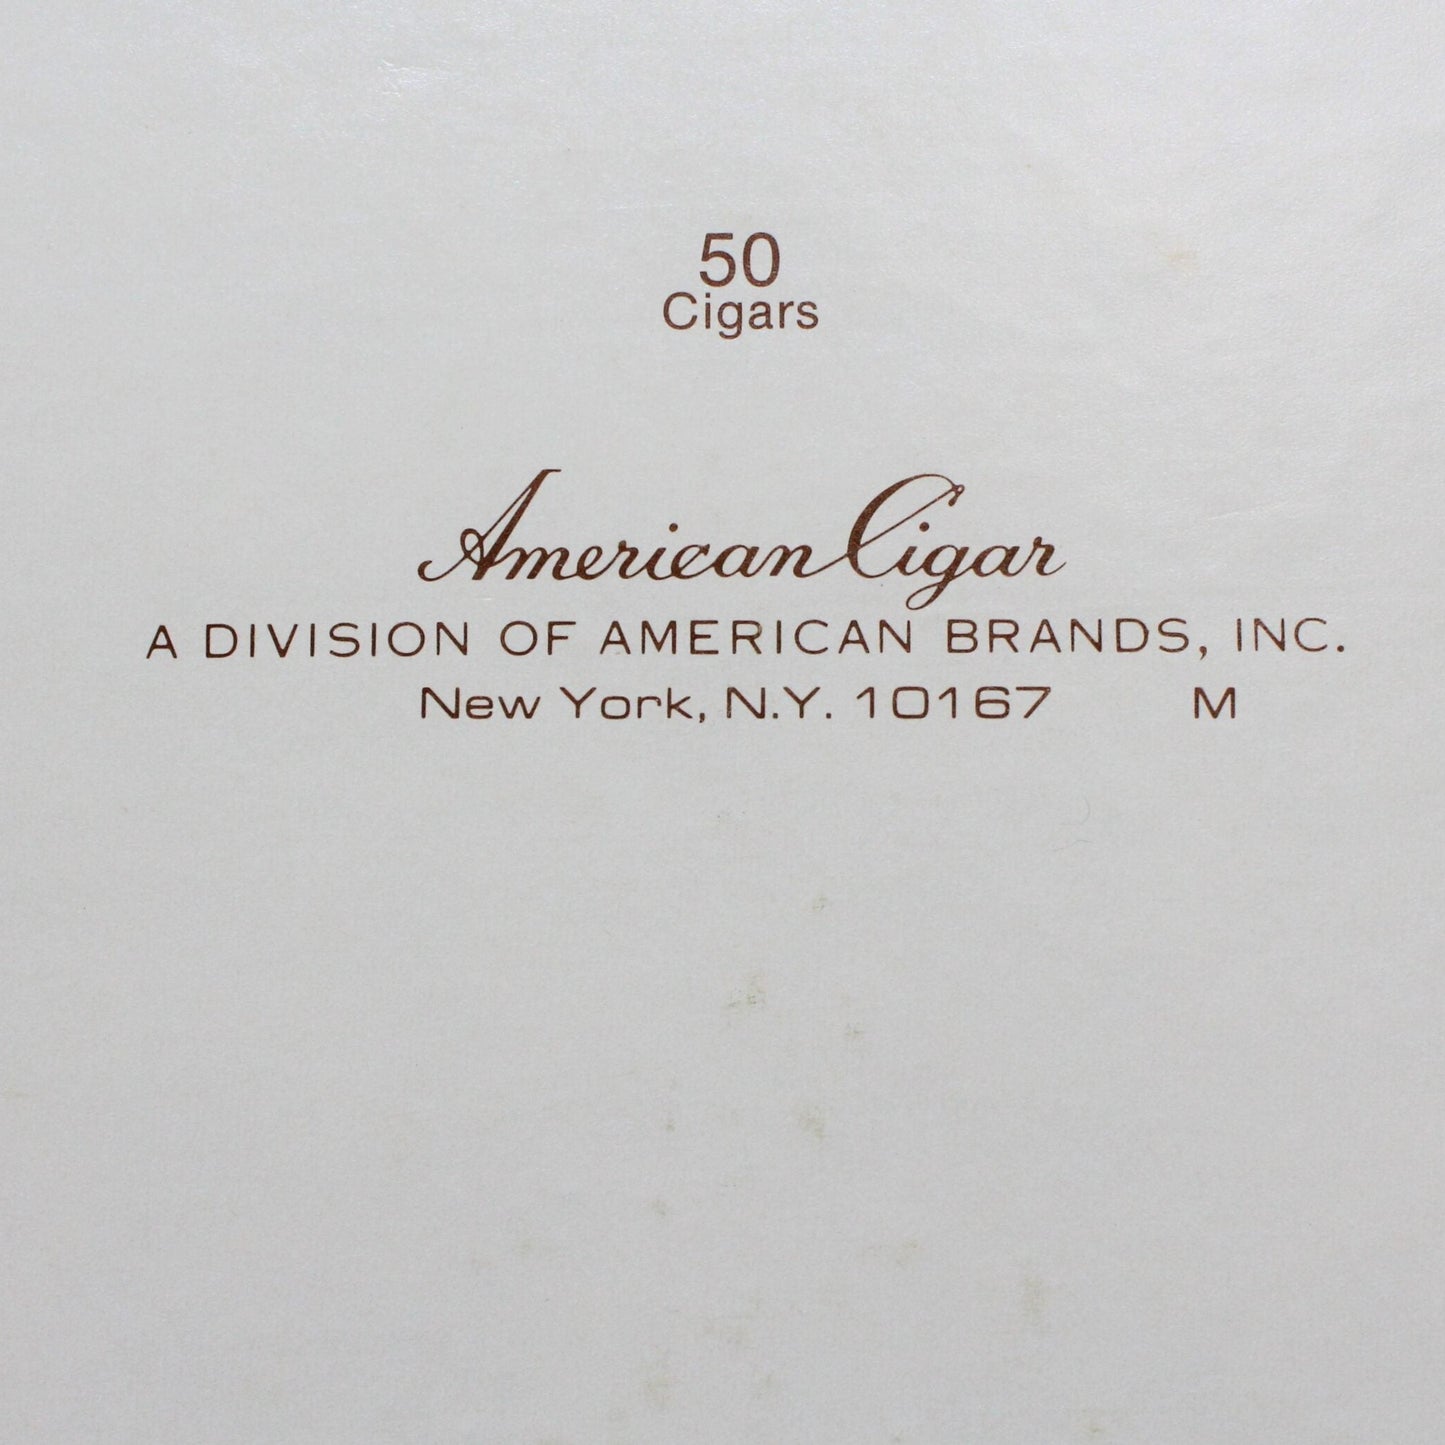 50
Cigars
American Cigar
A DIVISION OF AMERICAN BRANDS, INC.
New York, N.Y. 10167 M